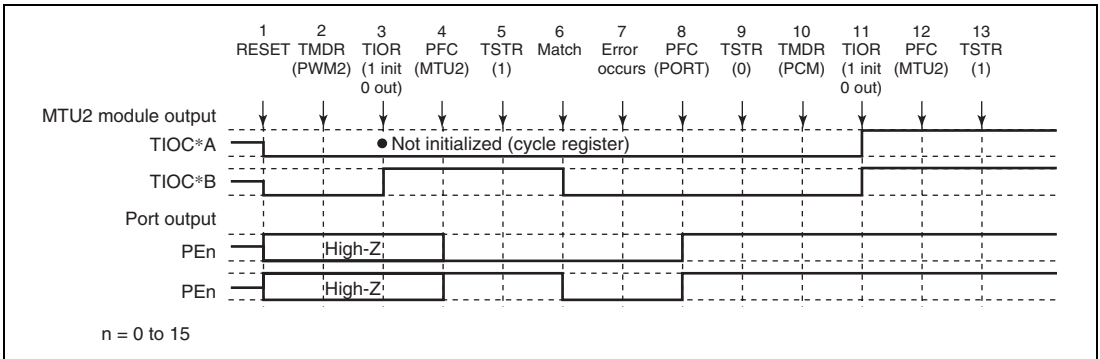 1 2 3 4 5 6 7 8 9 10 11 12 13
RESET TMDR TIOR PFC TSTR Match Error PFC TSTR TMDR TIOR PFC TSTR
(PWM2) (1 init (MTU2) (1) occurs (PORT) (0) (PCM) (1 init (MTU2) (1)
0 out) 0 out)
MTU2 module output
TIOC*A
● Not initialized (cycle register)
TIOC*B
Port output
PEn
High-Z
PEn
High-Z
n = 0 to 15